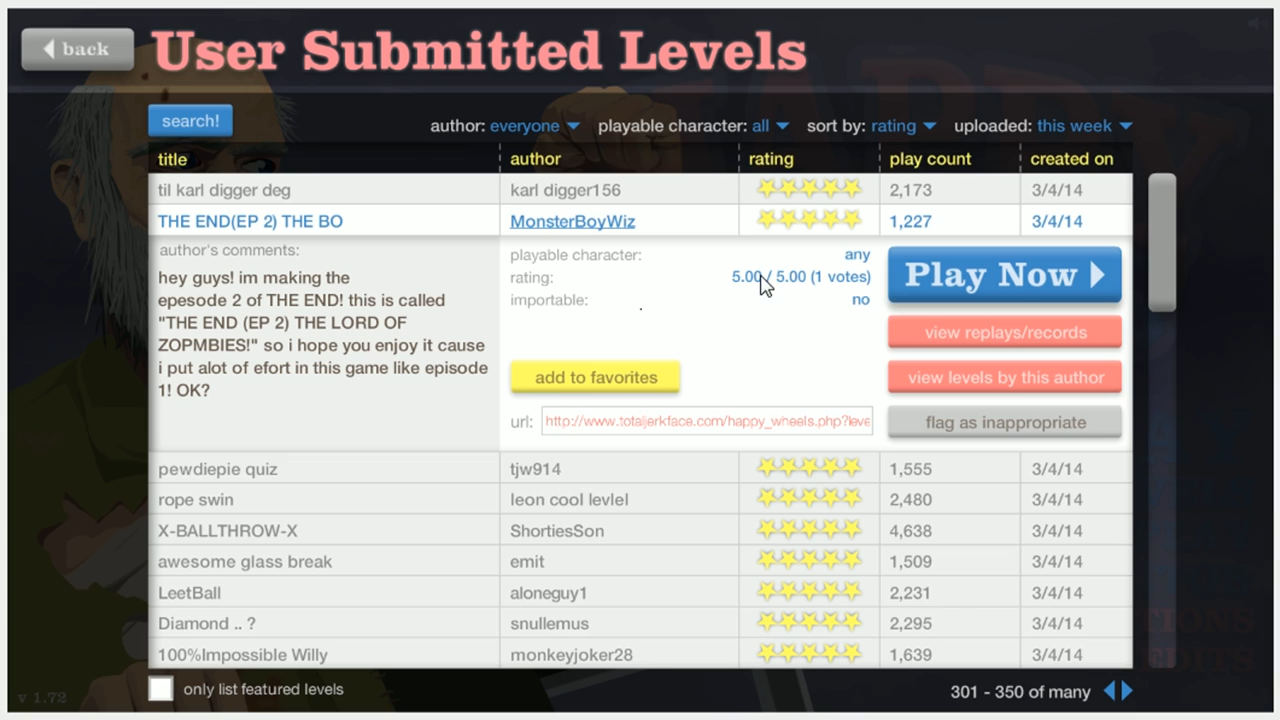 back
User Submitted Levels
search!
author: everyone playable character: all sort by: rating uploaded: this week
title author rating play count created on
til karl digger deg karl digger156 2,173 3/4/14
THE END(EP 2) THE BO MonsterBoyWiz 1,227 3/4/14
author's comments:
hey guys! im making the
epesode 2 of THE END! this is called
"THE END (EP 2) THE LORD OF
ZOPMBIES!" so i hope you enjoy it cause
i put alot of efort in this game like episode
1! OK?
playable character: any
rating: 5.00 / 5.00 (1 votes)
importable: no
add to favorites
url: http://www.totaljerkface.com/happy_wheels.php?leve
Play Now
view replays/records
view levels by this author
flag as inappropriate
pewdiepie quiz tjw914 1,555 3/4/14
rope swin leon cool levlel 2,480 3/4/14
X-BALLTHROW-X ShortiesSon 4,638 3/4/14
awesome glass break emit 1,509 3/4/14
LeetBall aloneguy1 2,231 3/4/14
Diamond .. ? snullemus 2,295 3/4/14
100%Impossible Willy monkeyjoker28 1,639 3/4/14
only list featured levels
301 - 350 of many
v 1.72